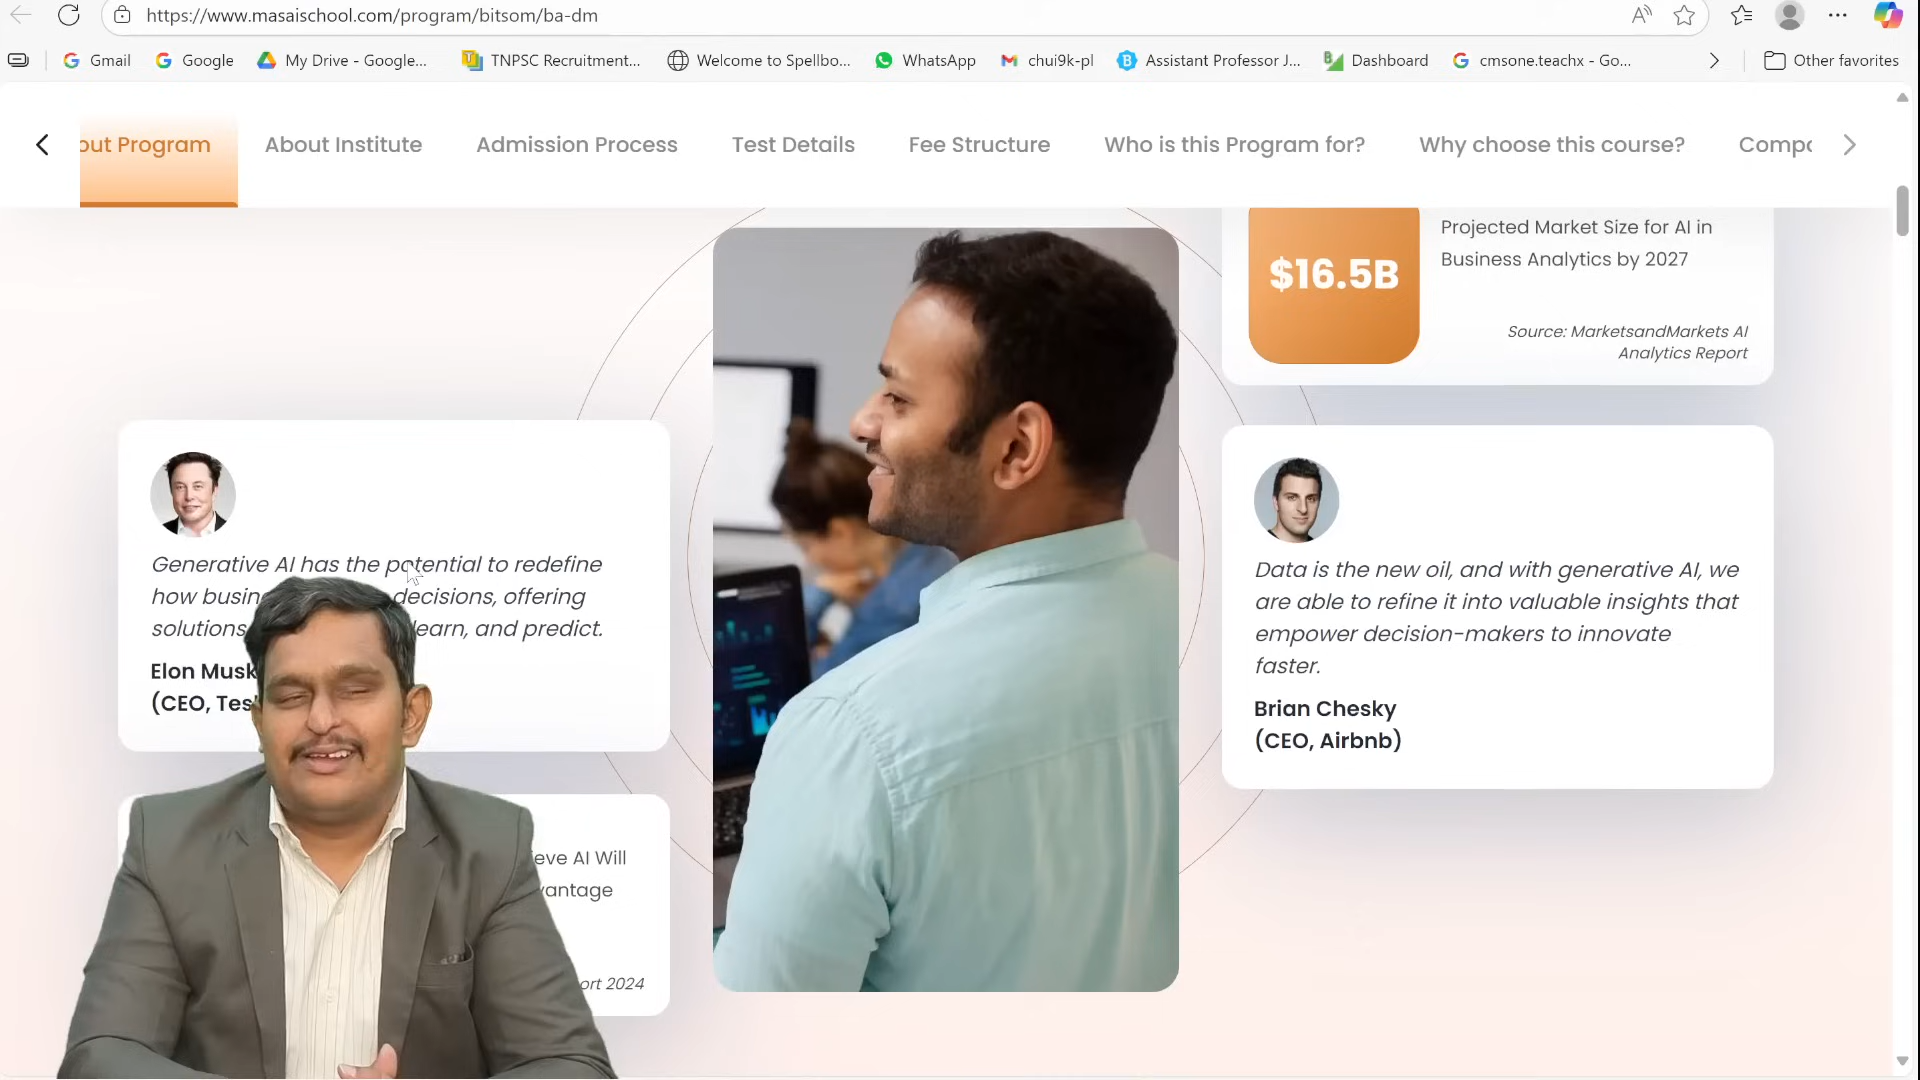 https://www.masaischool.com/program/bitsom/ba-dm
Gmail
Google
My Drive - Google...
TNPSC Recruitment...
Welcome to Spellbo...
WhatsApp
chui9k-pl
Assistant Professor J...
Dashboard
cmsone.teachx - Go...
Other favorites
out Program
About Institute
Admission Process
Test Details
Fee Structure
Who is this Program for?
Why choose this course?
Compa
$16.5B
Projected Market Size for AI in
Business Analytics by 2027
Source: MarketsandMarkets AI
Analytics Report
Generative AI has the potential to redefine
how busin decisions, offering
solutions learn, and predict.
Elon Musk
(CEO, Tes
eve AI Will
vantage
ort 2024
Data is the new oil, and with generative AI, we
are able to refine it into valuable insights that
empower decision-makers to innovate
faster.
Brian Chesky
(CEO, Airbnb)